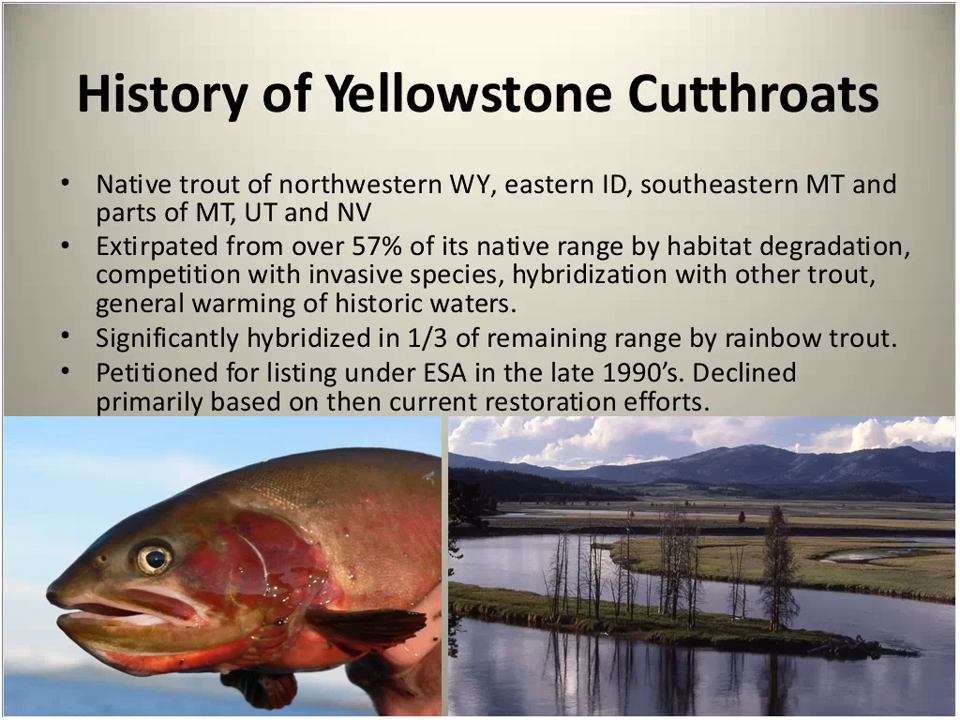 History of Yellowstone Cutthroats
• Native trout of northwestern WY, eastern ID, southeastern MT and
parts of MT, UT and NV
• Extirpated from over 57% of its native range by habitat degradation,
competition with invasive species, hybridization with other trout,
general warming of historic waters.
• Significantly hybridized in 1/3 of remaining range by rainbow trout.
• Petitioned for listing under ESA in the late 1990’s. Declined
primarily based on then current restoration efforts.